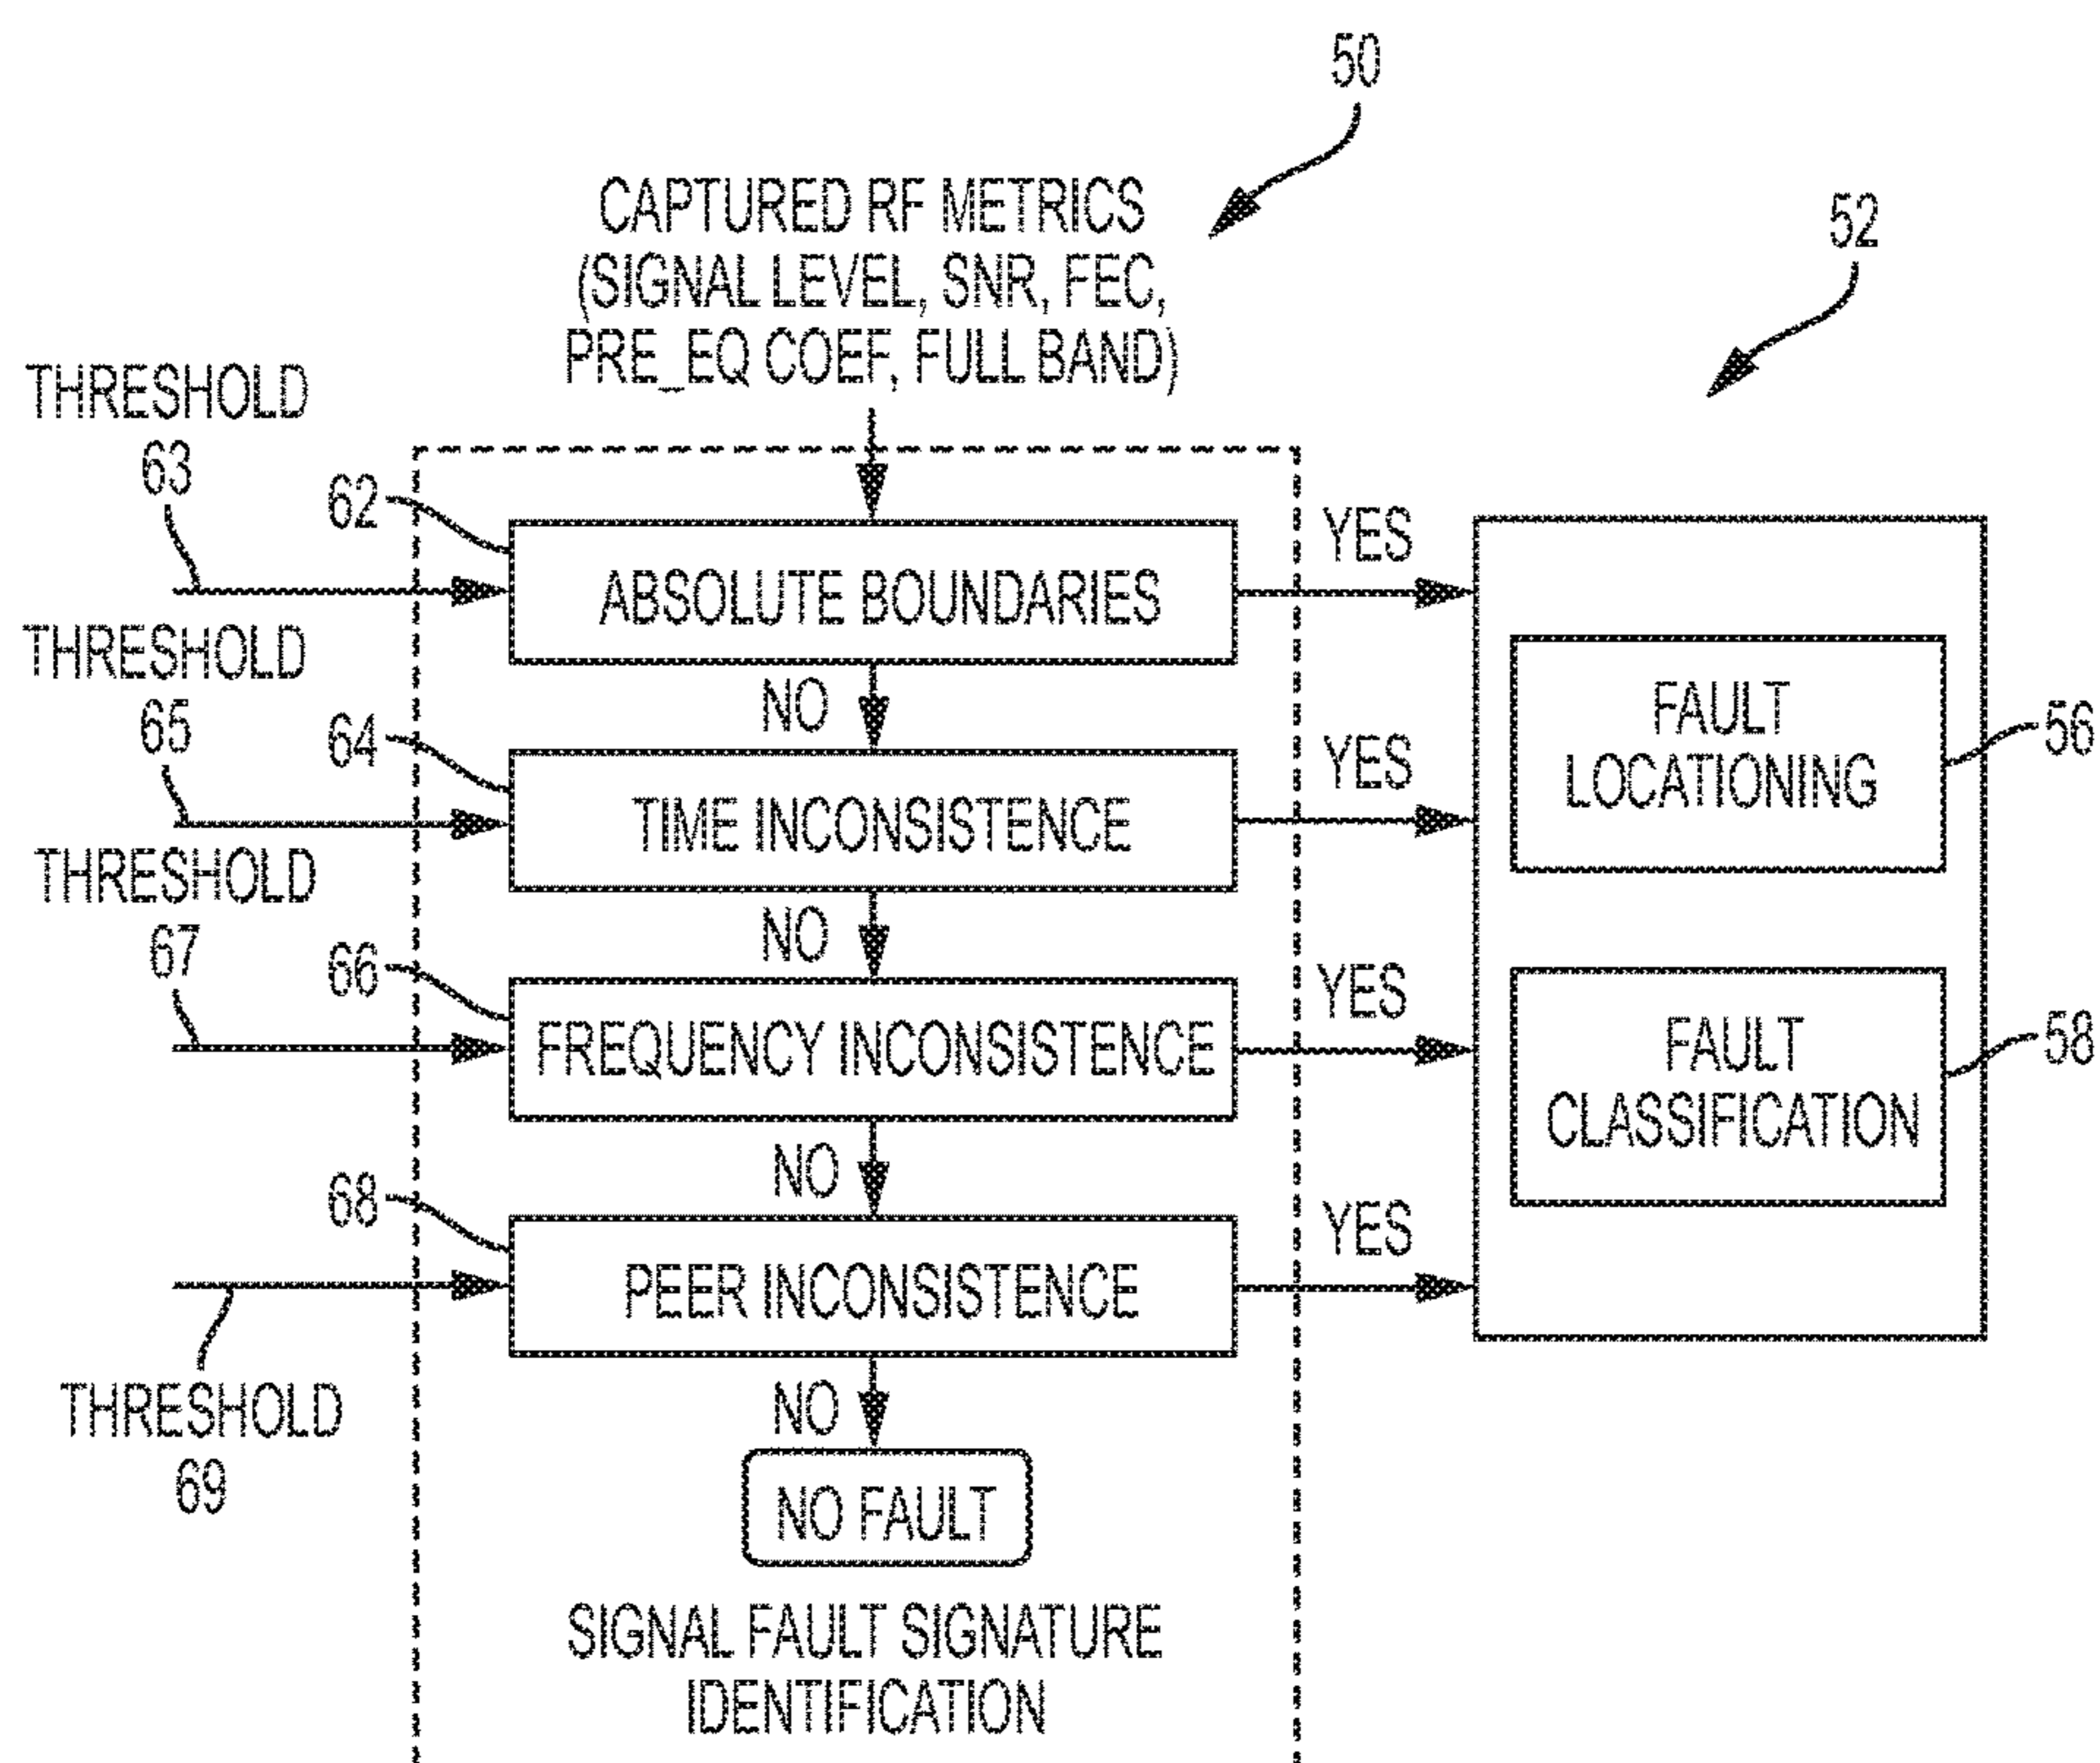 50
CAPTURED RF METRICS
(SIGNAL LEVEL, SNR, FEC,
PRE_EQ COEF, FULL BAND)
52
THRESHOLD
63
62
ABSOLUTE BOUNDARIES
YES
NO
THRESHOLD
65
64
TIME INCONSISTENCE
YES
NO
THRESHOLD
67
66
FREQUENCY INCONSISTENCE
YES
NO
68
PEER INCONSISTENCE
YES
THRESHOLD
69
NO
NO FAULT
SIGNAL FAULT SIGNATURE
IDENTIFICATION
FAULT
LOCATIONING
56
FAULT
CLASSIFICATION
58